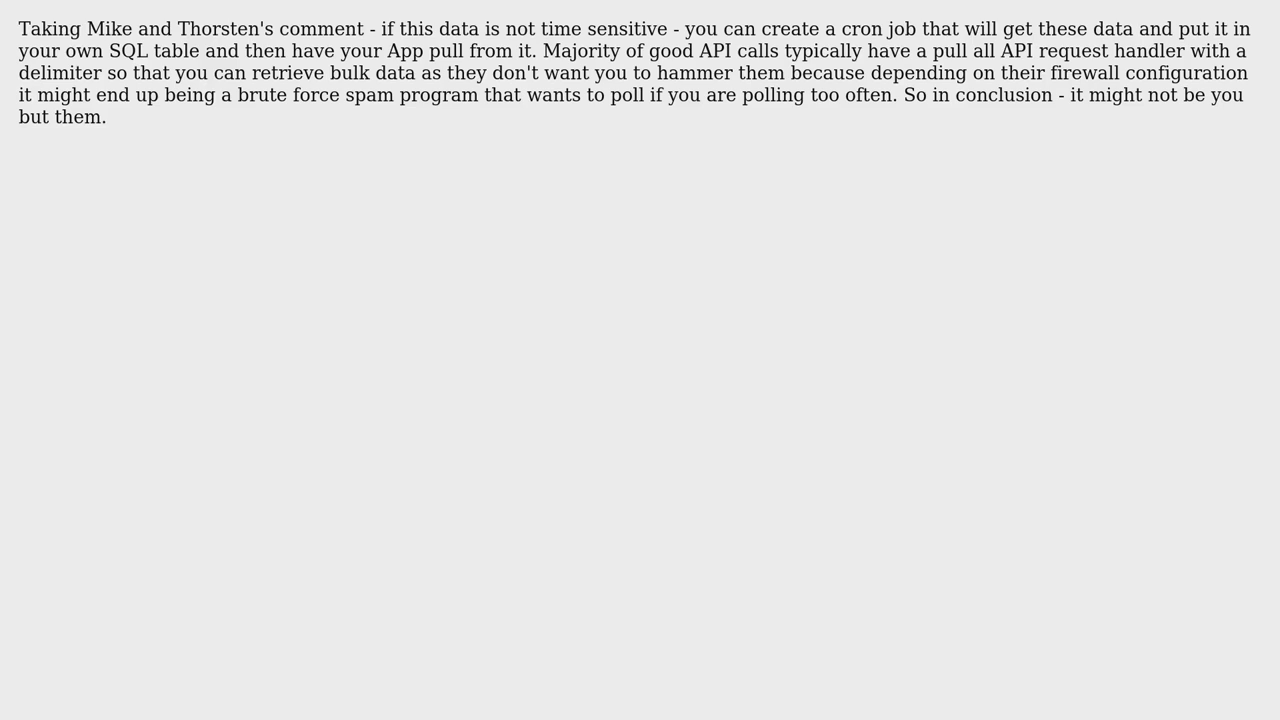 Taking Mike and Thorsten's comment - if this data is not time sensitive - you can create a cron job that will get these data and put it in
your own SQL table and then have your App pull from it. Majority of good API calls typically have a pull all API request handler with a
delimiter so that you can retrieve bulk data as they don't want you to hammer them because depending on their firewall configuration
it might end up being a brute force spam program that wants to poll if you are polling too often. So in conclusion - it might not be you
but them.